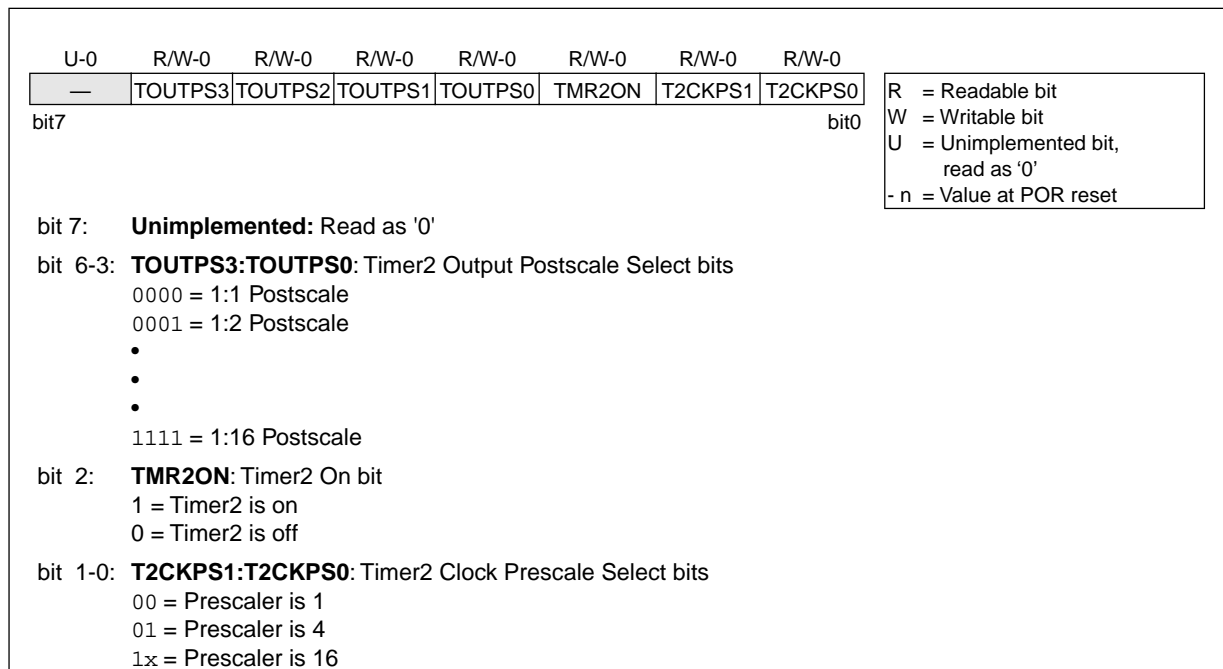 U-0 R/W-0 R/W-0 R/W-0 R/W-0 R/W-0 R/W-0 R/W-0
— TOUTPS3 TOUTPS2 TOUTPS1 TOUTPS0 TMR2ON T2CKPS1 T2CKPS0
bit7 bit0
R = Readable bit
W = Writable bit
U = Unimplemented bit,
read as ‘0’
- n = Value at POR reset
bit 7: Unimplemented: Read as '0'
bit 6-3: TOUTPS3:TOUTPS0: Timer2 Output Postscale Select bits
0000 = 1:1 Postscale
0001 = 1:2 Postscale
•
•
•
1111 = 1:16 Postscale
bit 2: TMR2ON: Timer2 On bit
1 = Timer2 is on
0 = Timer2 is off
bit 1-0: T2CKPS1:T2CKPS0: Timer2 Clock Prescale Select bits
00 = Prescaler is 1
01 = Prescaler is 4
1x = Prescaler is 16